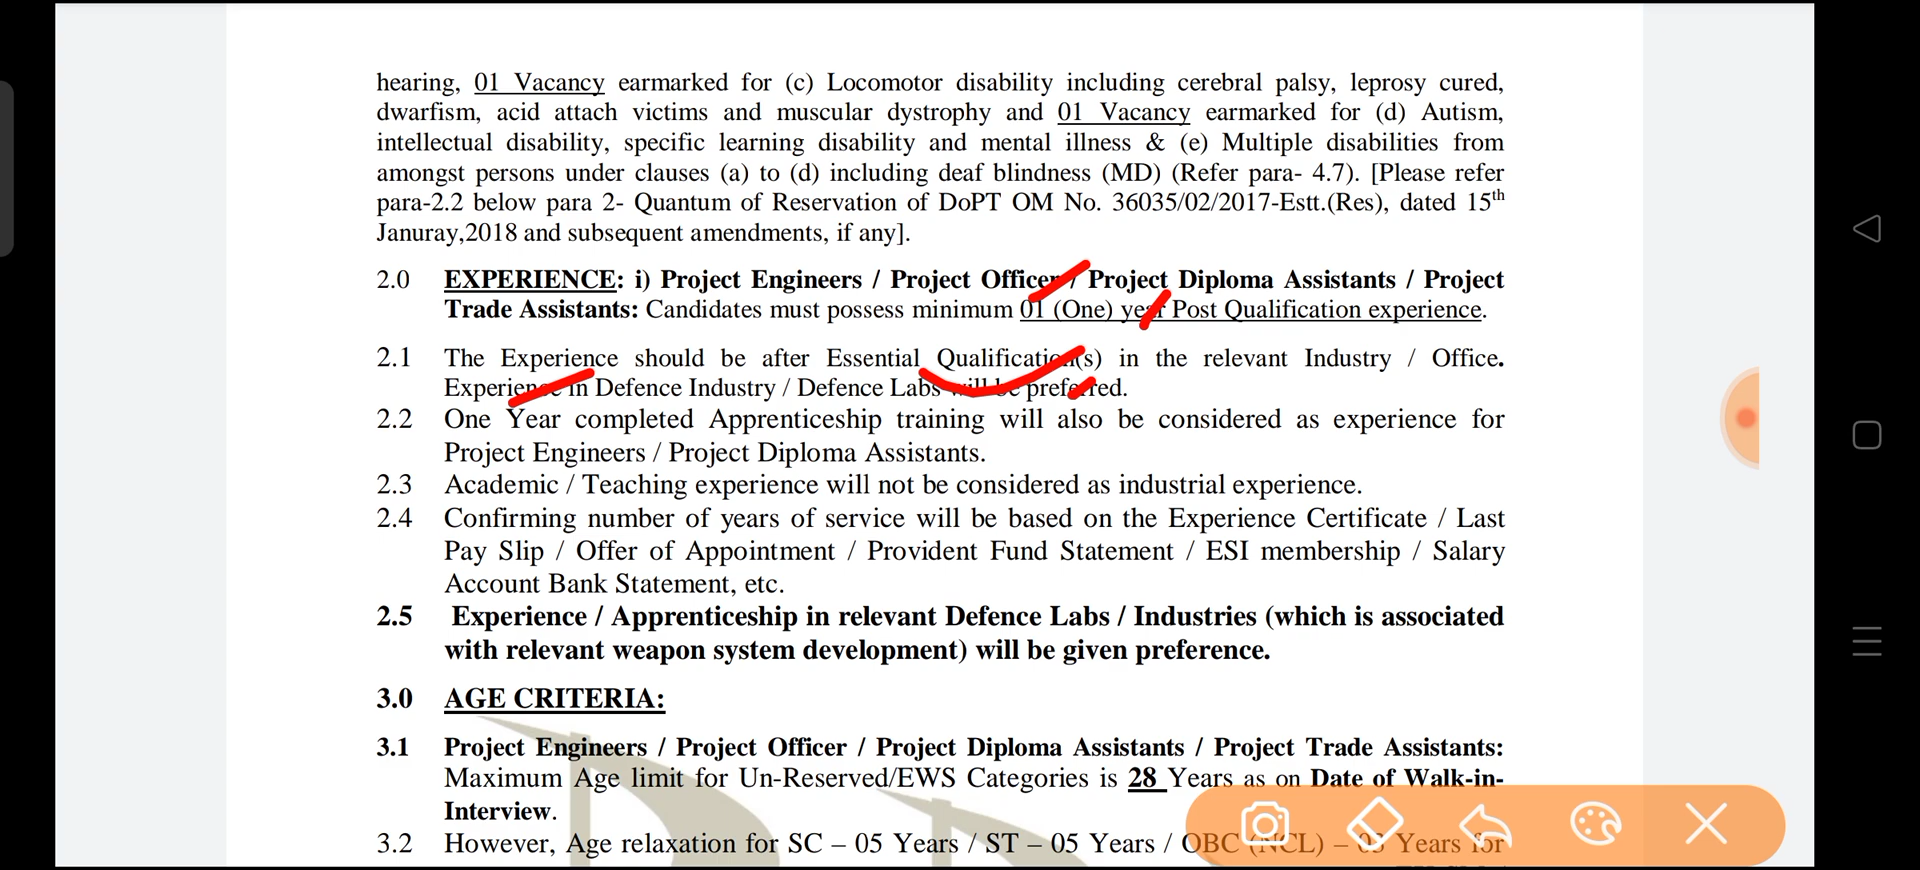 hearing, 01 Vacancy earmarked for (c) Locomotor disability including cerebral palsy, leprosy cured,
dwarfism, acid attach victims and muscular dystrophy and 01 Vacancy earmarked for (d) Autism,
intellectual disability, specific learning disability and mental illness & (e) Multiple disabilities from
amongst persons under clauses (a) to (d) including deaf blindness (MD) (Refer para- 4.7). [Please refer
para-2.2 below para 2- Quantum of Reservation of DoPT OM No. 36035/02/2017-Estt.(Res), dated 15th
Januray,2018 and subsequent amendments, if any].
2.0 EXPERIENCE: i) Project Engineers / Project Officer / Project Diploma Assistants / Project
Trade Assistants: Candidates must possess minimum 01 (One) year Post Qualification experience.
2.1 The Experience should be after Essential Qualification(s) in the relevant Industry / Office.
Experience in Defence Industry / Defence Labs will be preferred.
2.2 One Year completed Apprenticeship training will also be considered as experience for
Project Engineers / Project Diploma Assistants.
2.3 Academic / Teaching experience will not be considered as industrial experience.
2.4 Confirming number of years of service will be based on the Experience Certificate / Last
Pay Slip / Offer of Appointment / Provident Fund Statement / ESI membership / Salary
Account Bank Statement, etc.
2.5 Experience / Apprenticeship in relevant Defence Labs / Industries (which is associated
with relevant weapon system development) will be given preference.
3.0 AGE CRITERIA:
3.1 Project Engineers / Project Officer / Project Diploma Assistants / Project Trade Assistants:
Maximum Age limit for Un-Reserved/EWS Categories is 28 Years as on Date of Walk-in-
Interview.
3.2 However, Age relaxation for SC – 05 Years / ST – 05 Years / OBC (NCL) – 03 Years for